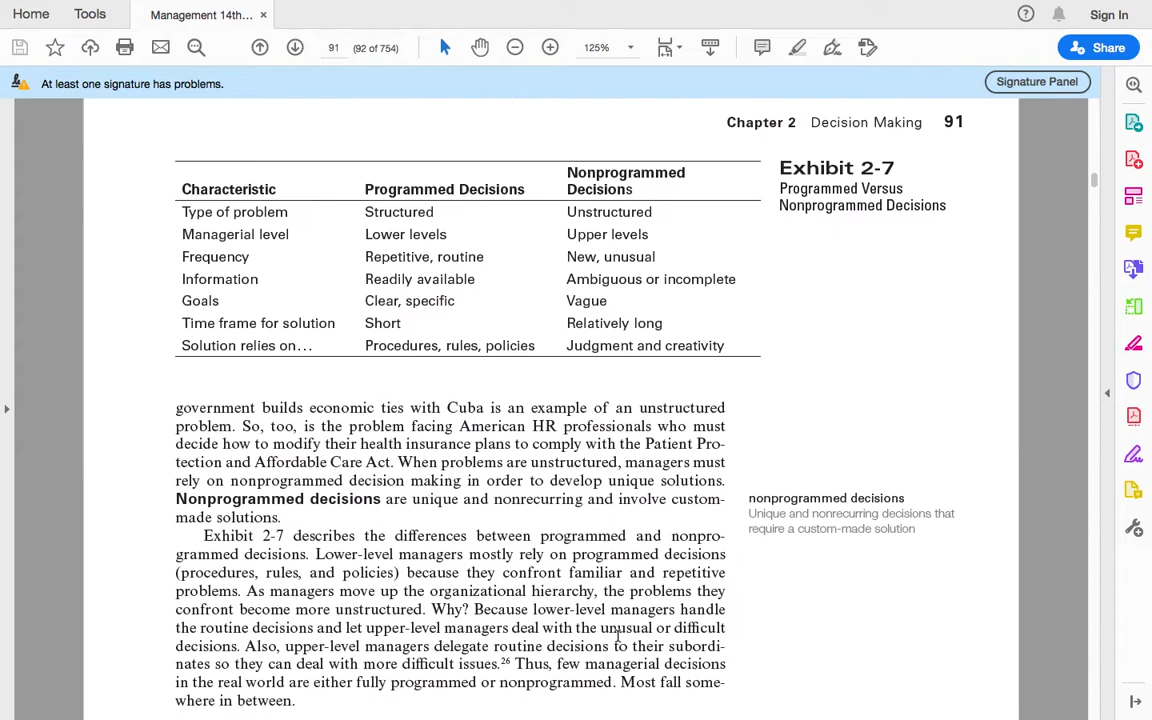 Home Tools Management 14th... × Sign In
91 (92 of 754) 125% Share
At least one signature has problems. Signature Panel
Chapter 2 Decision Making 91
Exhibit 2-7
Programmed Versus
Nonprogrammed Decisions
Characteristic Programmed Decisions Nonprogrammed Decisions
Type of problem Structured Unstructured
Managerial level Lower levels Upper levels
Frequency Repetitive, routine New, unusual
Information Readily available Ambiguous or incomplete
Goals Clear, specific Vague
Time frame for solution Short Relatively long
Solution relies on... Procedures, rules, policies Judgment and creativity
government builds economic ties with Cuba is an example of an unstructured
problem. So, too, is the problem facing American HR professionals who must
decide how to modify their health insurance plans to comply with the Patient Pro-
tection and Affordable Care Act. When problems are unstructured, managers must
rely on nonprogrammed decision making in order to develop unique solutions.
Nonprogrammed decisions are unique and nonrecurring and involve custom-
made solutions.
nonprogrammed decisions
Unique and nonrecurring decisions that
require a custom-made solution
Exhibit 2-7 describes the differences between programmed and nonpro-
grammed decisions. Lower-level managers mostly rely on programmed decisions
(procedures, rules, and policies) because they confront familiar and repetitive
problems. As managers move up the organizational hierarchy, the problems they
confront become more unstructured. Why? Because lower-level managers handle
the routine decisions and let upper-level managers deal with the unusual or difficult
decisions. Also, upper-level managers delegate routine decisions to their subordi-
nates so they can deal with more difficult issues.26 Thus, few managerial decisions
in the real world are either fully programmed or nonprogrammed. Most fall some-
where in between.